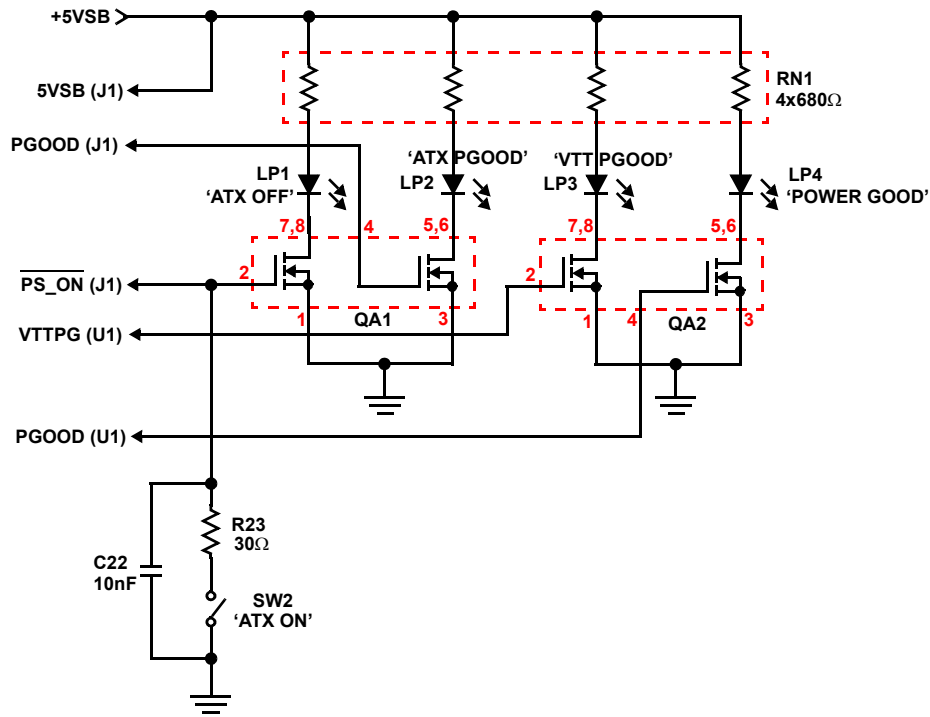 +5VSB
5VSB (J1)
RN1
4x680Ω
PGOOD (J1)
‘ATX PGOOD’
‘VTT PGOOD’
LP1
LP2
LP3
LP4
‘ATX OFF’
‘POWER GOOD’
7,8
4
5,6
7,8
5,6
2
2
PS_ON (J1)
1
QA1
3
1
4
QA2
3
VTTPG (U1)
PGOOD (U1)
R23
30Ω
C22
10nF
SW2
‘ATX ON’